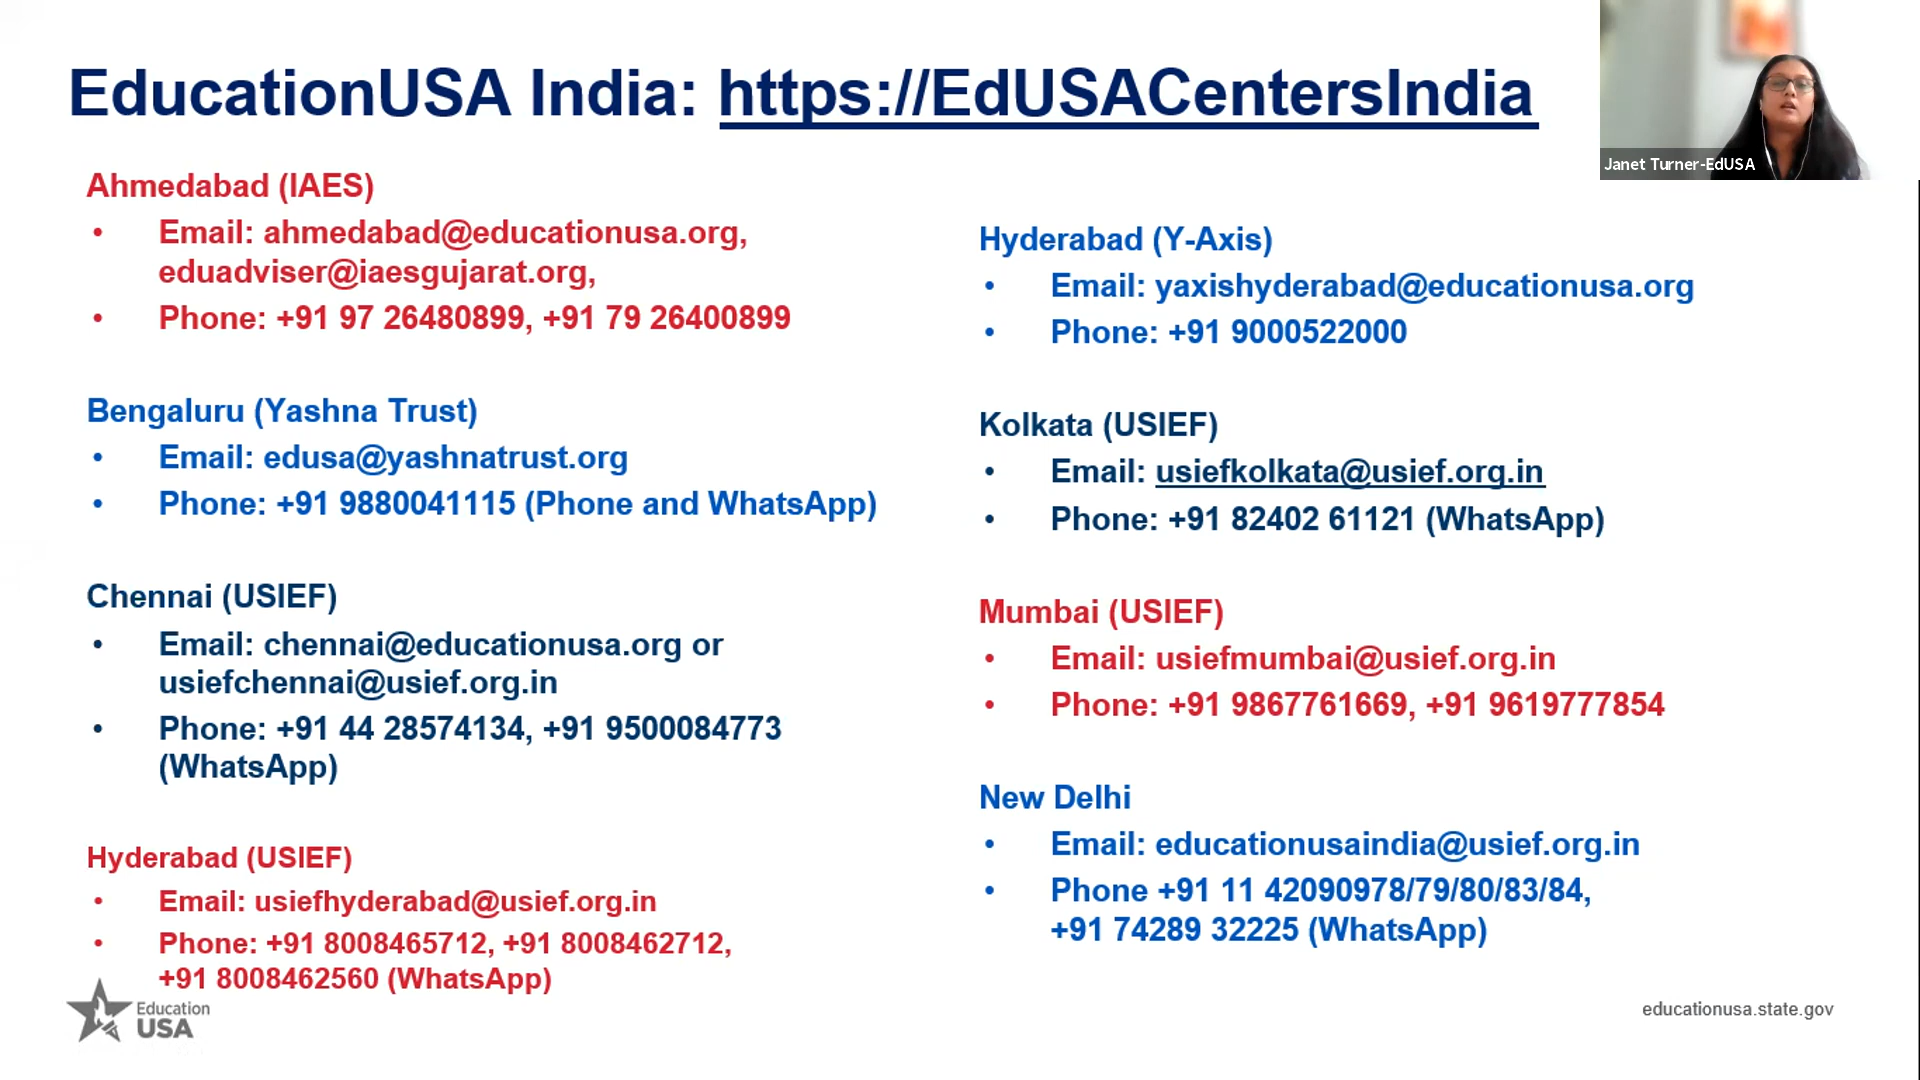 EducationUSA India: https://EdUSACentersIndia
Janet Turner-EdUSA
Ahmedabad (IAES)
• Email: ahmedabad@educationusa.org,
eduadviser@iaesgujarat.org,
• Phone: +91 97 26480899, +91 79 26400899
Bengaluru (Yashna Trust)
• Email: edusa@yashnatrust.org
• Phone: +91 9880041115 (Phone and WhatsApp)
Chennai (USIEF)
• Email: chennai@educationusa.org or
usiefchennai@usief.org.in
• Phone: +91 44 28574134, +91 9500084773
(WhatsApp)
Hyderabad (USIEF)
• Email: usiefhyderabad@usief.org.in
• Phone: +91 8008465712, +91 8008462712,
+91 8008462560 (WhatsApp)
Hyderabad (Y-Axis)
• Email: yaxishyderabad@educationusa.org
• Phone: +91 9000522000
Kolkata (USIEF)
• Email: usiefkolkata@usief.org.in
• Phone: +91 82402 61121 (WhatsApp)
Mumbai (USIEF)
• Email: usiefmumbai@usief.org.in
• Phone: +91 9867761669, +91 9619777854
New Delhi
• Email: educationusaindia@usief.org.in
• Phone +91 11 42090978/79/80/83/84,
+91 74289 32225 (WhatsApp)
Education
USA
educationusa.state.gov